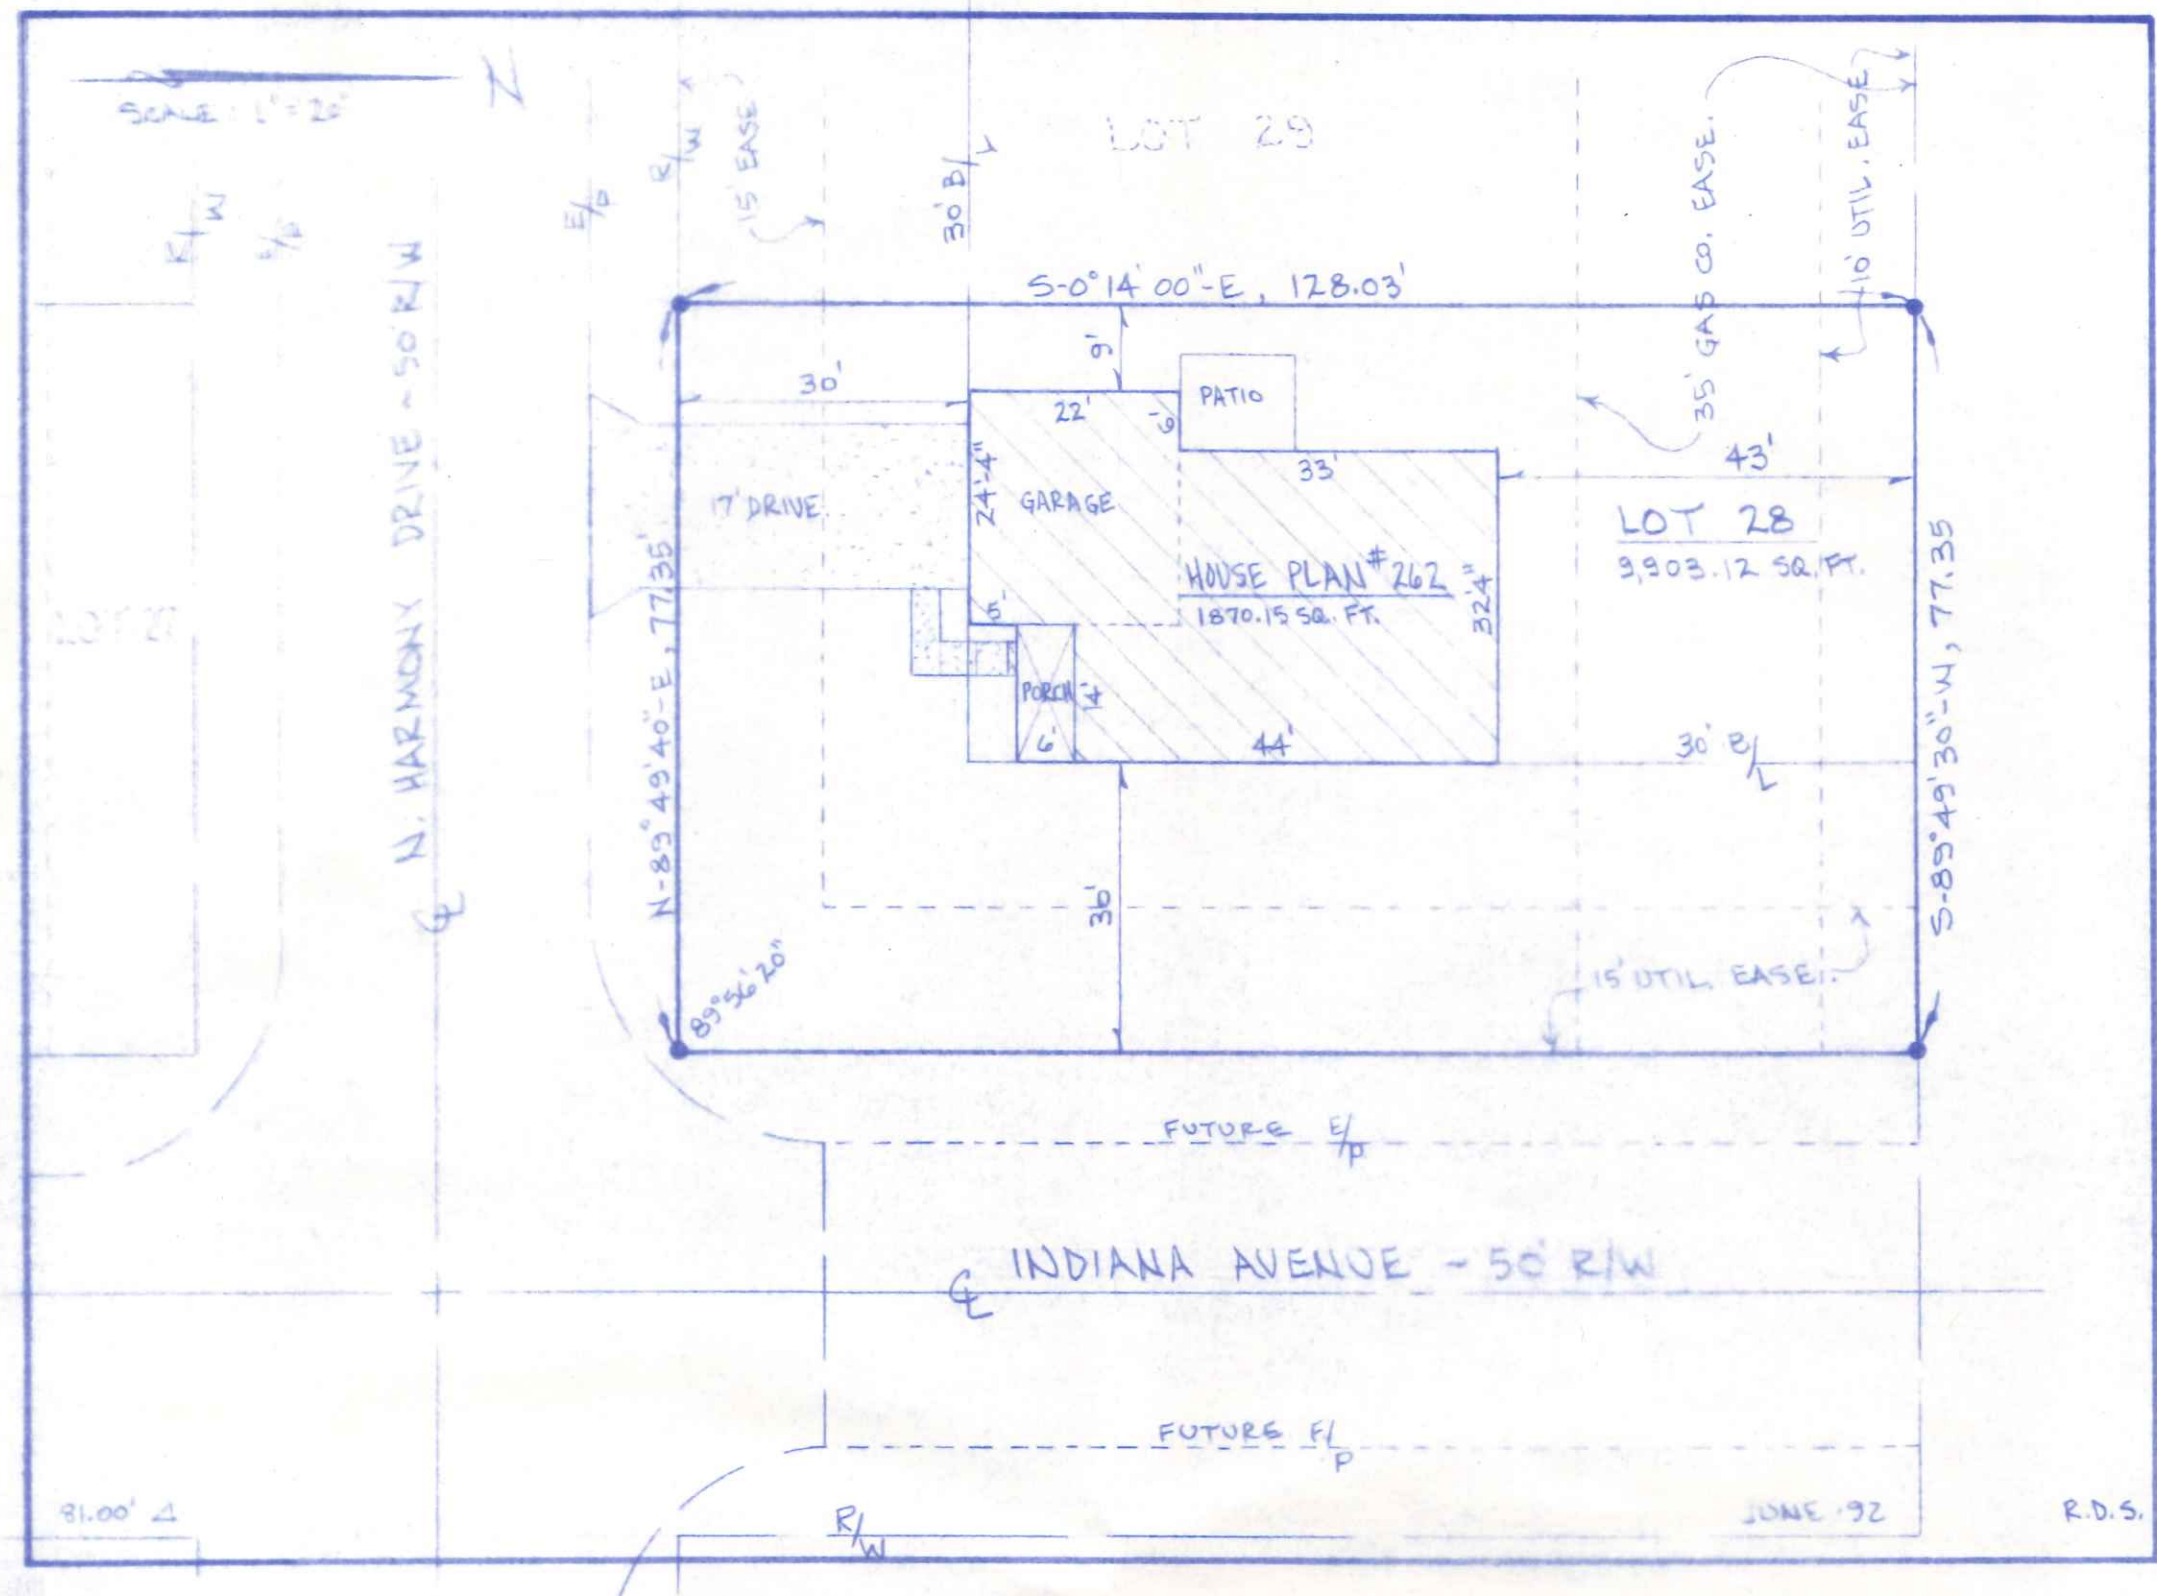 N
SCALE: 1" = 20'
R/W
E/P
N. HARMONY DRIVE ~ 50' R/W
E/P
R/W
15' EASE
30' B/L
LOT 29
35' GAS CO. EASE.
10' UTIL. EASE
S-0°14'00"-E, 128.03'
9'
30'
22'
6'
PATIO
33'
43'
24'-4"
GARAGE
17' DRIVE
LOT 28
9,903.12 SQ. FT.
HOUSE PLAN # 262
1870.15 SQ. FT.
32'4"
5'
PORCH
14'
6'
44'
30' B/L
N-89°49'40"-E, 77.35'
S-89°49'30"-W, 77.35
30'
89°56'20"
15' UTIL. EASE.
℄
FUTURE E/P
℄ INDIANA AVENUE - 50' R/W
FUTURE E/P
81.00' Δ
R/W
JUNE '92
R.D.S.